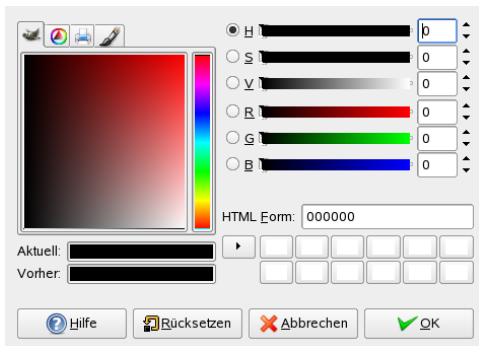 H 0
S 0
V 0
R 0
G 0
B 0
HTML Form: 000000
Aktuell:
Vorher:
Hilfe Rücksetzen Abbrechen OK